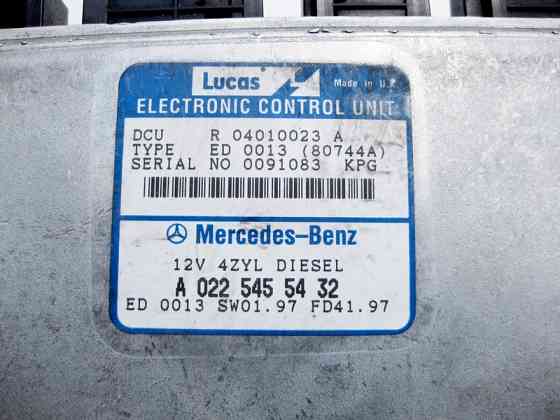 Lucas
Made in U.K
ELECTRONIC CONTROL UNIT
DCU R 04010023 A
TYPE ED 0013 (80744A)
SERIAL NO 0091083 KPG
Mercedes-Benz
12V 4ZYL DIESEL
A 022 545 54 32
ED 0013 SW01.97 FD41.97